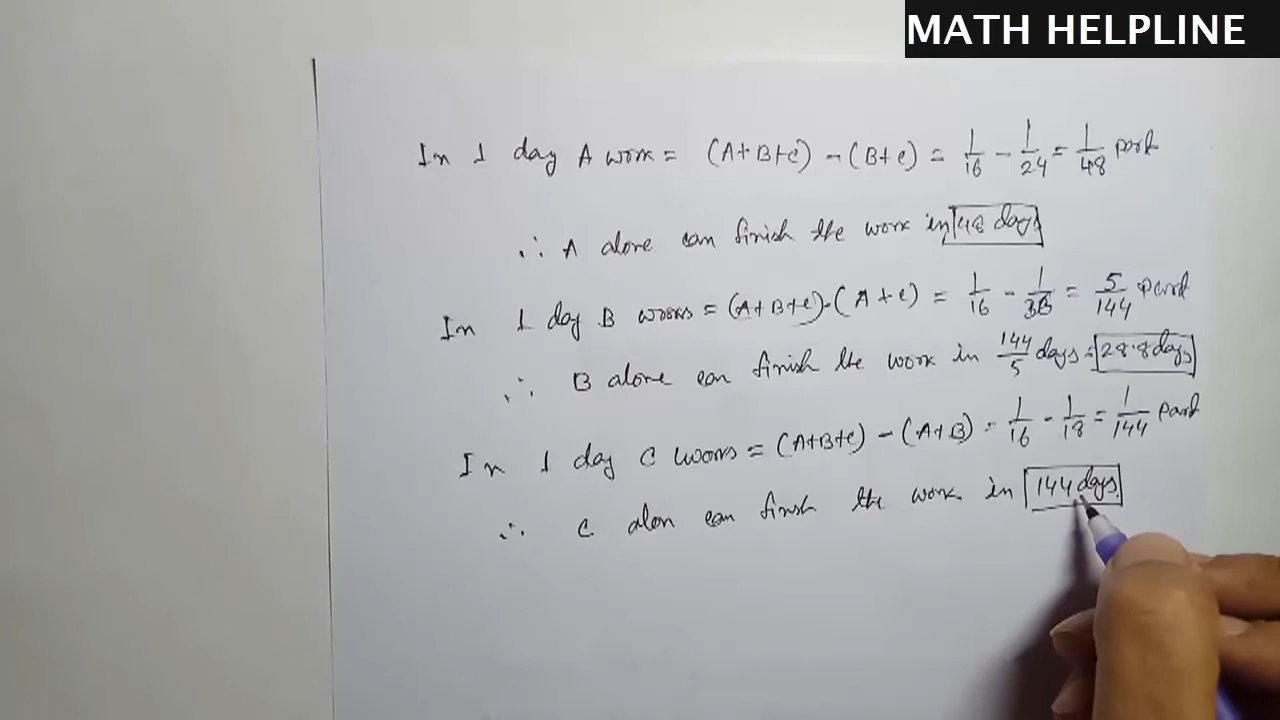 MATH HELPLINE
In 1 day A work = (A+B+C) - (B+C) = 1/16 - 1/24 = 1/48 part
∴ A alone can finish the work in 48 days
In 1 day B works = (A+B+C)-(A+C) = 1/16 - 1/36 = 5/144 part
∴ B alone can finish the work in 144/5 days = 28.8 days
In 1 day C works = (A+B+C) - (A+B) = 1/16 - 1/18 = 1/144 part
∴ C alon can finsh the work in 144 days.